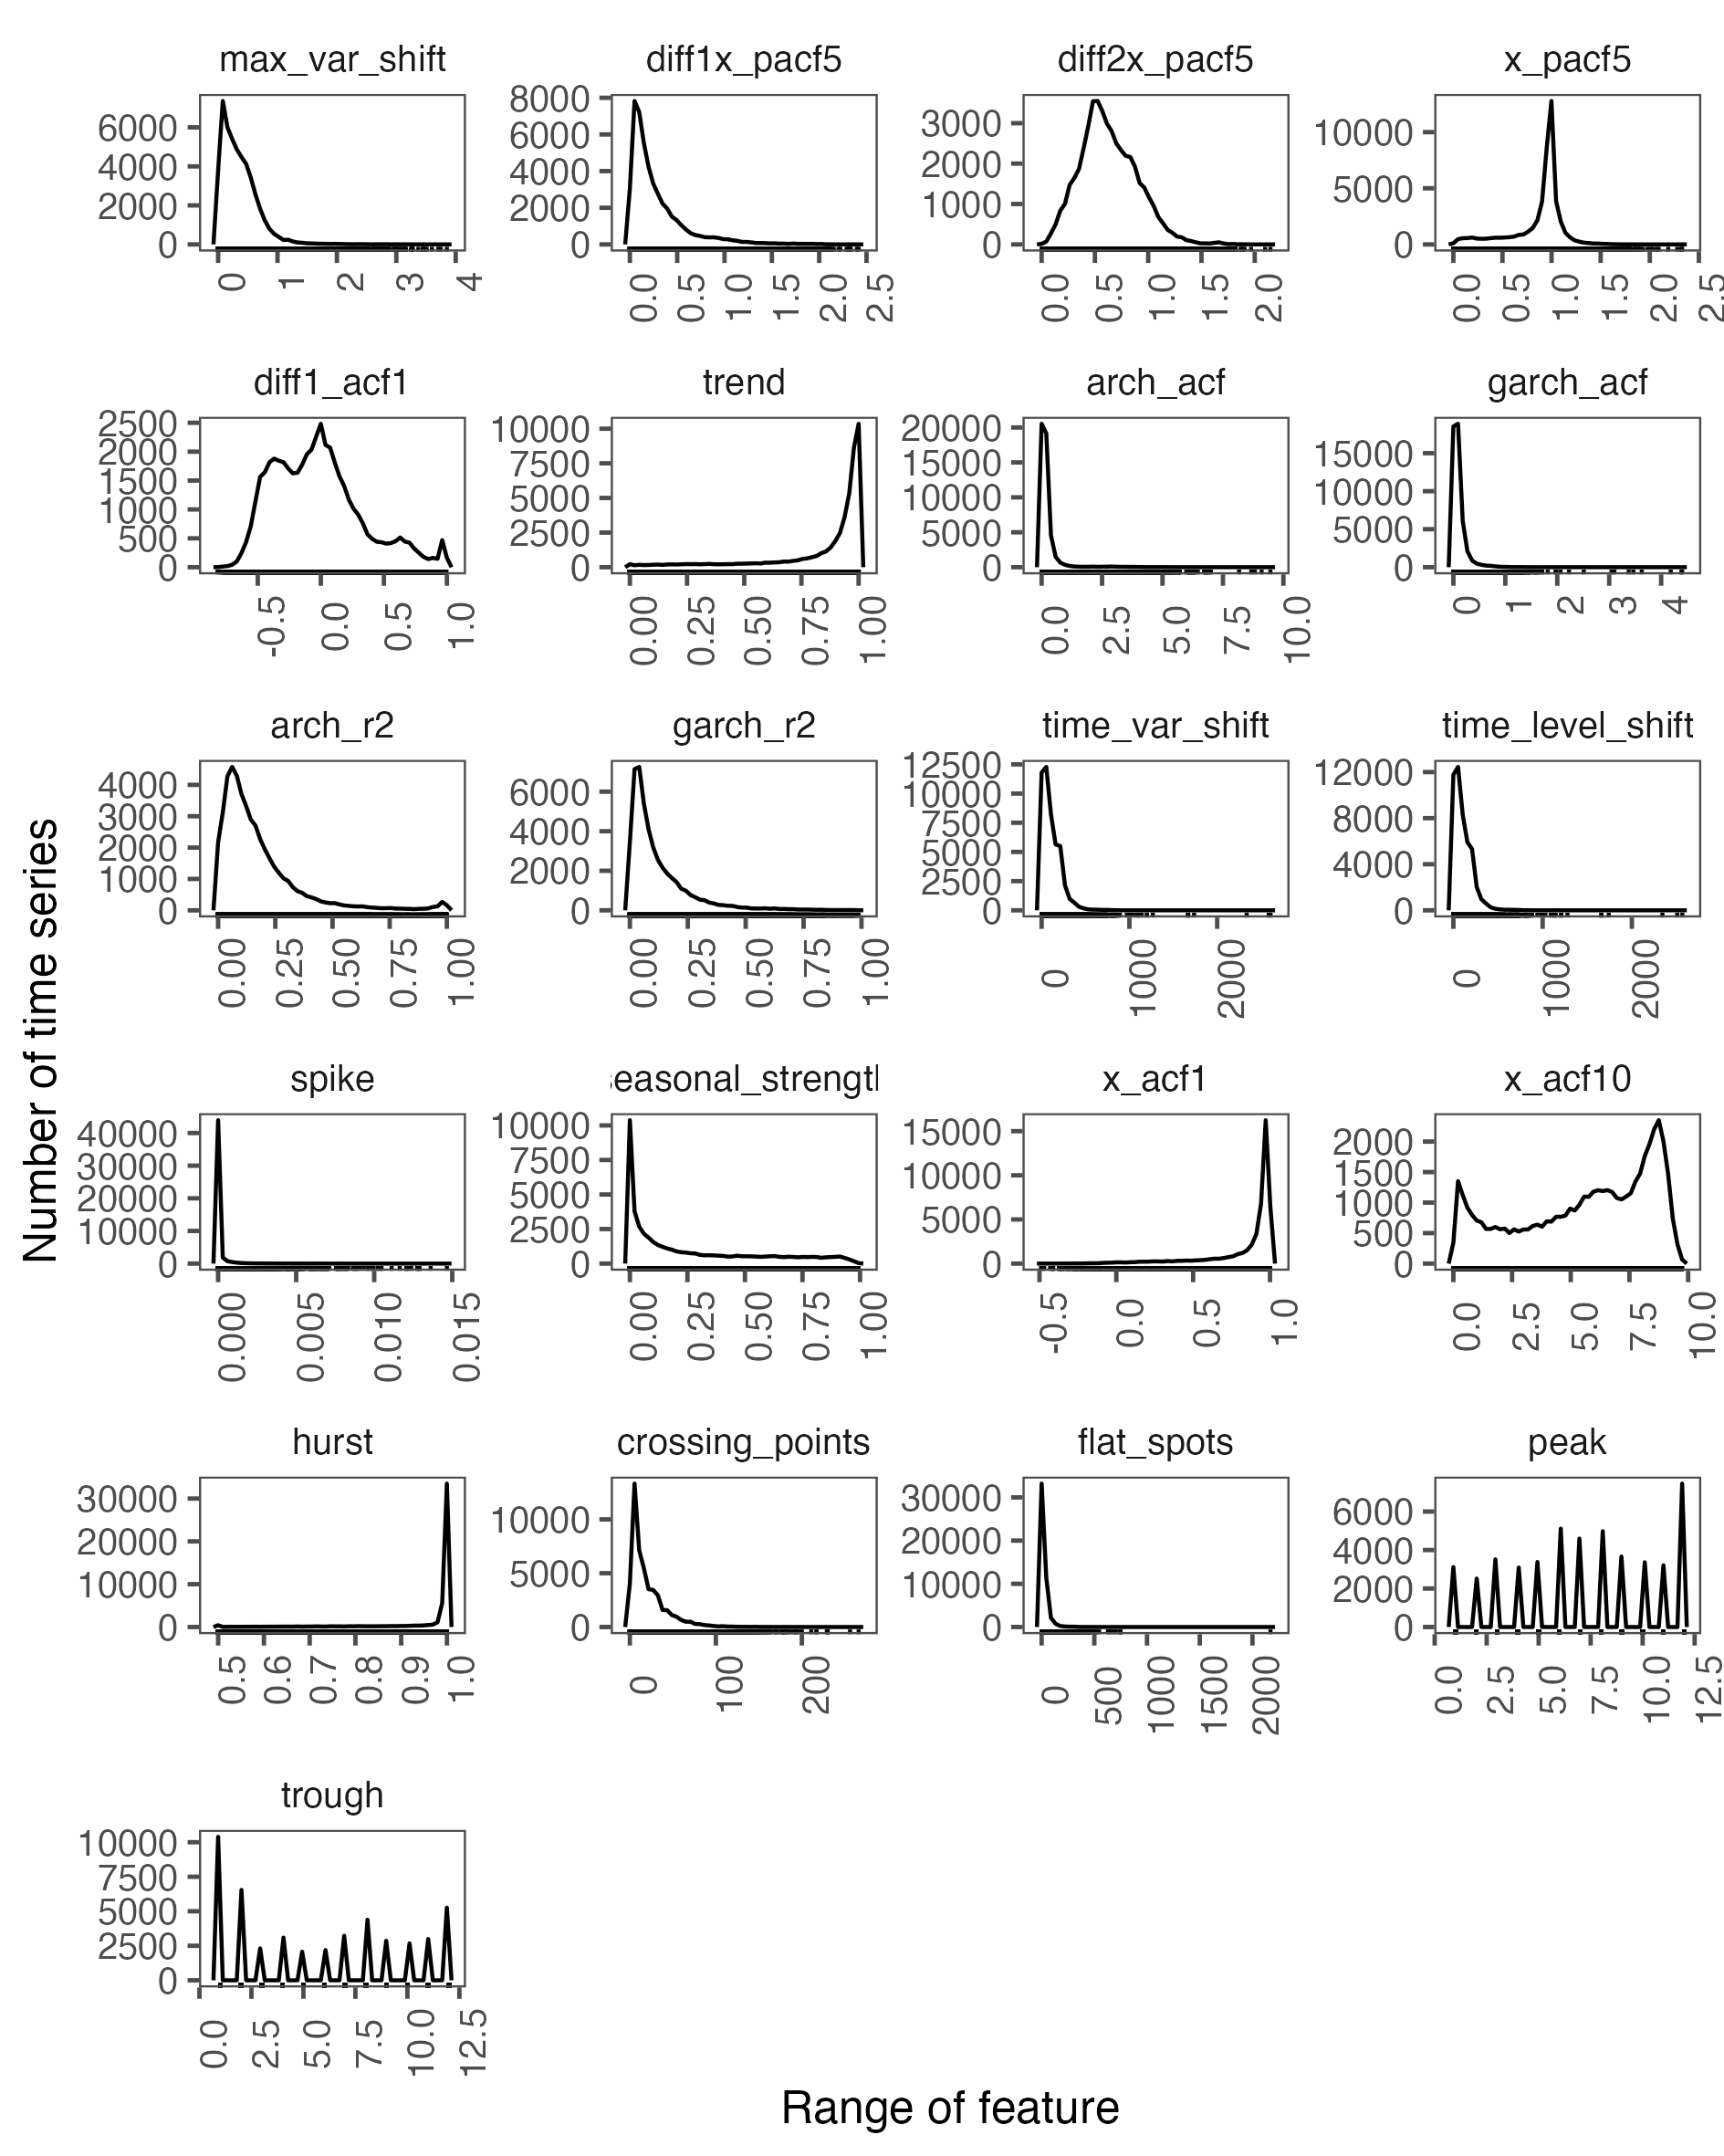 max_var_shift
diff1x_pacf5
diff2x_pacf5
x_pacf5
6000
4000
2000
0
8000
6000
4000
2000
0
3000
2000
1000
0
10000
5000
0
0 1 2 3 4
0.0 0.5 1.0 1.5 2.0 2.5
0.0 0.5 1.0 1.5 2.0
0.0 0.5 1.0 1.5 2.0 2.5
diff1_acf1
trend
arch_acf
garch_acf
2500
2000
1500
1000
500
0
10000
7500
5000
2500
0
20000
15000
10000
5000
0
15000
10000
5000
0
-0.5 0.0 0.5 1.0
0.00 0.25 0.50 0.75 1.00
0.0 2.5 5.0 7.5 10.0
0 1 2 3 4
arch_r2
garch_r2
time_var_shift
time_level_shift
4000
3000
2000
1000
0
6000
4000
2000
0
12500
10000
7500
5000
2500
0
12000
8000
4000
0
0.00 0.25 0.50 0.75 1.00
0.00 0.25 0.50 0.75 1.00
0 1000 2000
0 1000 2000
spike
easonal_strengt
x_acf1
x_acf10
40000
30000
20000
10000
0
10000
7500
5000
2500
0
15000
10000
5000
0
2000
1500
1000
500
0
0.000 0.005 0.010 0.015
0.00 0.25 0.50 0.75 1.00
-0.5 0.0 0.5 1.0
0.0 2.5 5.0 7.5 10.0
hurst
crossing_points
flat_spots
peak
30000
20000
10000
0
10000
5000
0
30000
20000
10000
0
6000
4000
2000
0
0.5 0.6 0.7 0.8 0.9 1.0
0 100 200
0 500 1000 1500 2000
0.0 2.5 5.0 7.5 10.0 12.5
trough
10000
7500
5000
2500
0
0.0 2.5 5.0 7.5 10.0 12.5
Number of time series
Range of feature